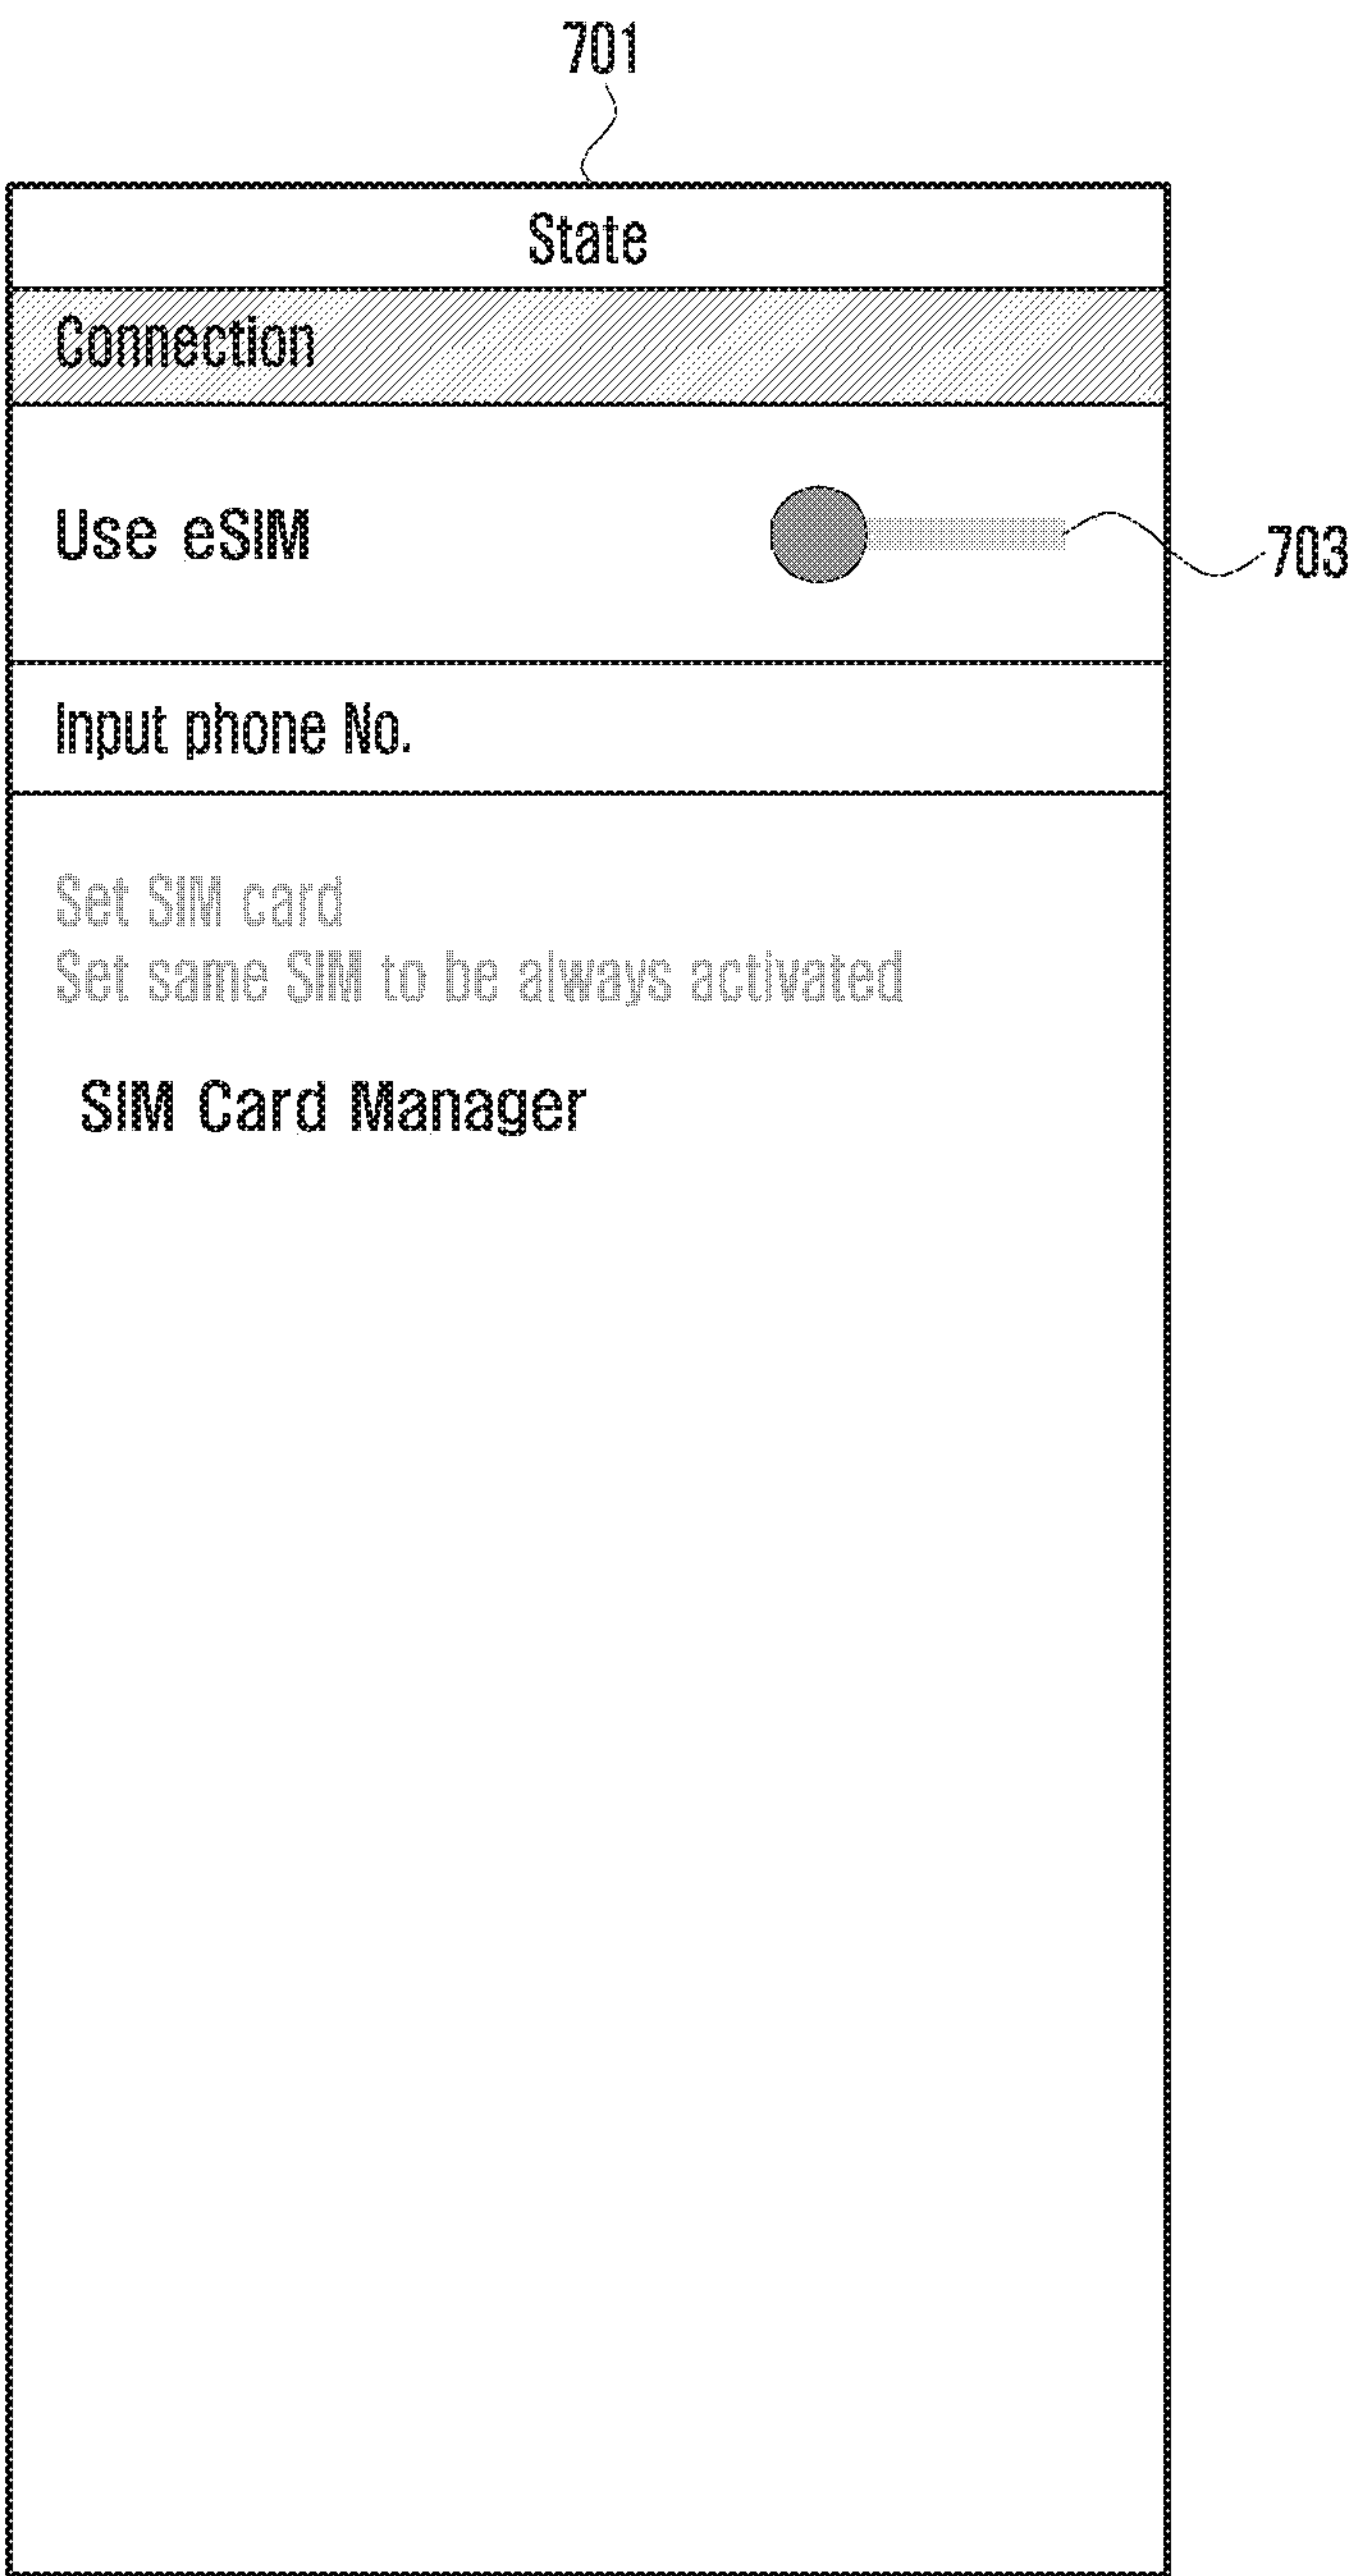 701
State
Connection
Use eSIM
703
Input phone No.
Set SIM card
Set same SIM to be always activated
SIM Card Manager